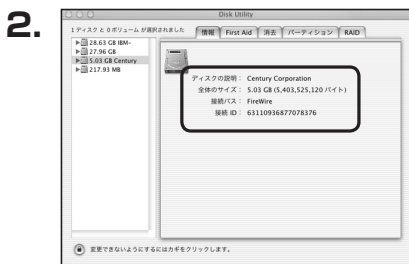 2.
Disk Utility
1 ディスク と 0 ボリューム が選択されました
情報 First Aid 消去 パーティション RAID
28.63 GB IBM-
27.96 GB
5.03 GB Century
217.93 MB
ディスクの説明： Century Corporation
全体のサイズ： 5.03 GB (5,403,525,120 バイト)
接続バス： FireWire
接続 ID： 63110936877078376
変更できないようにするにはカギをクリックします。